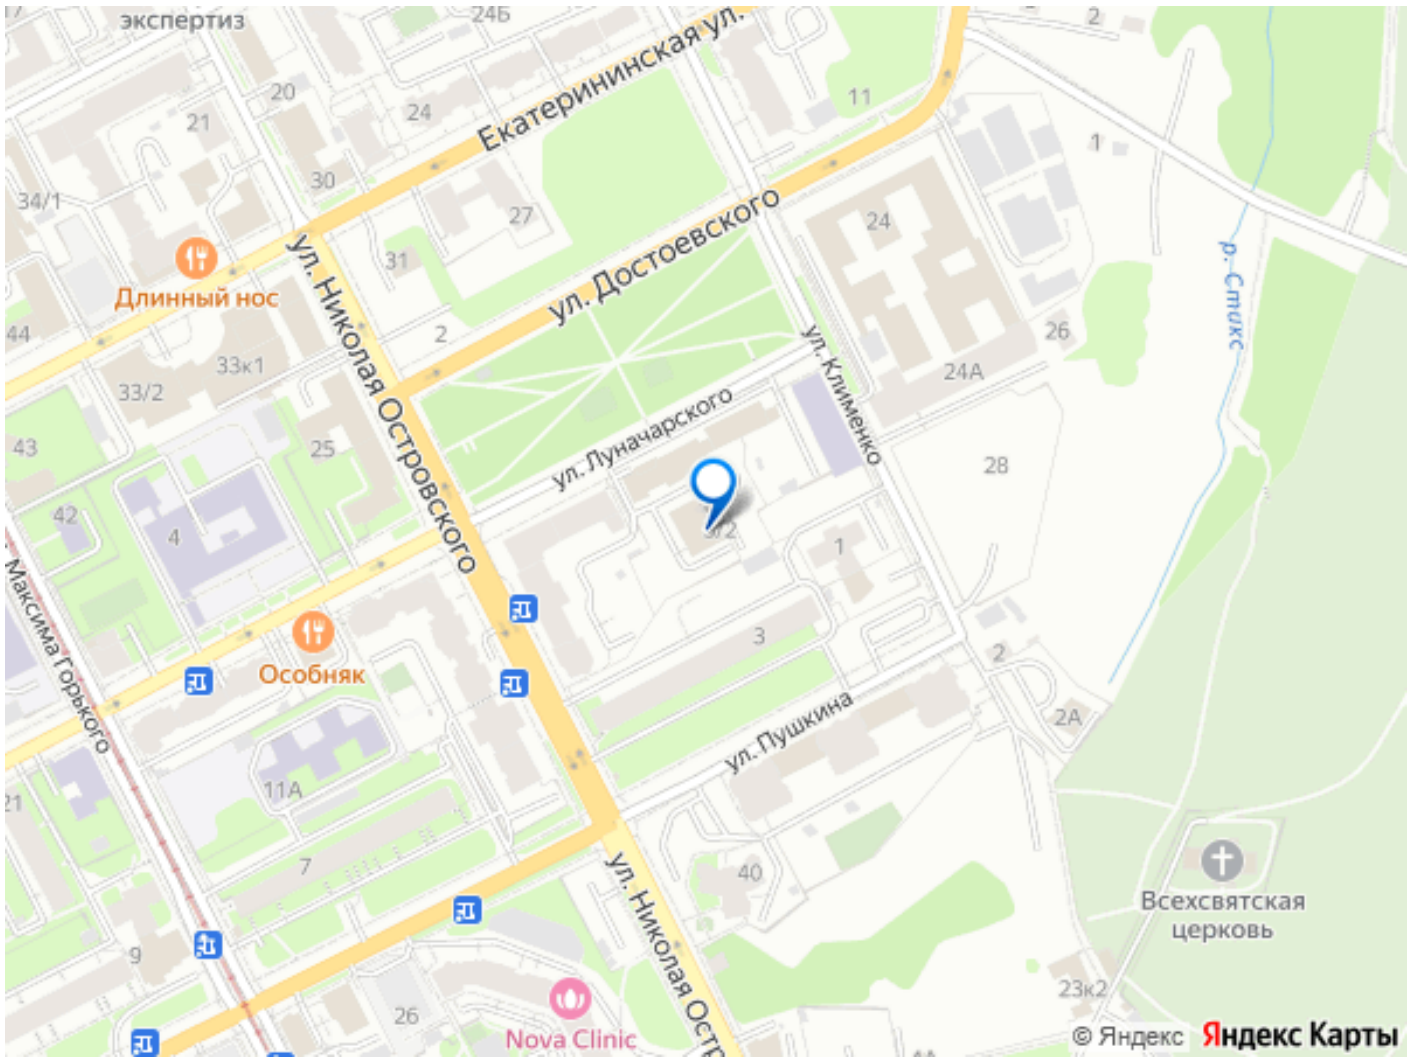 17
экспертиз
24Б
2
20
21
24
Екатерининская ул.
11
1
30
34/1
27
24
31
ул. Достоевского
р. Стикс
Длинный нос
ул. Николая Островского
44
2
33к1
33/2
26
24А
ул. Клименко
ул. Луначарского
43
25
28
42
4
1
Максима Горького
3
Особняк
2
2А
ул. Пушкина
11А
21
7
40
Всехсвятская
церковь
ул. Николая Остр
9
23к2
26
Nova Clinic
© Яндекс
Яндекс Карты